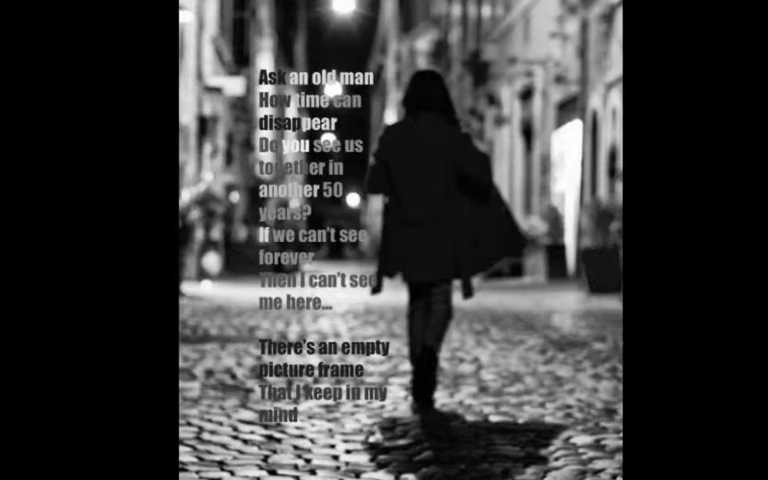 Ask an old man
How time can
disappear
Do you see us
together in
another 50
years?
If we can't see
forever
Then I can't see
me here...
There's an empty
picture frame
That I keep in my
mind